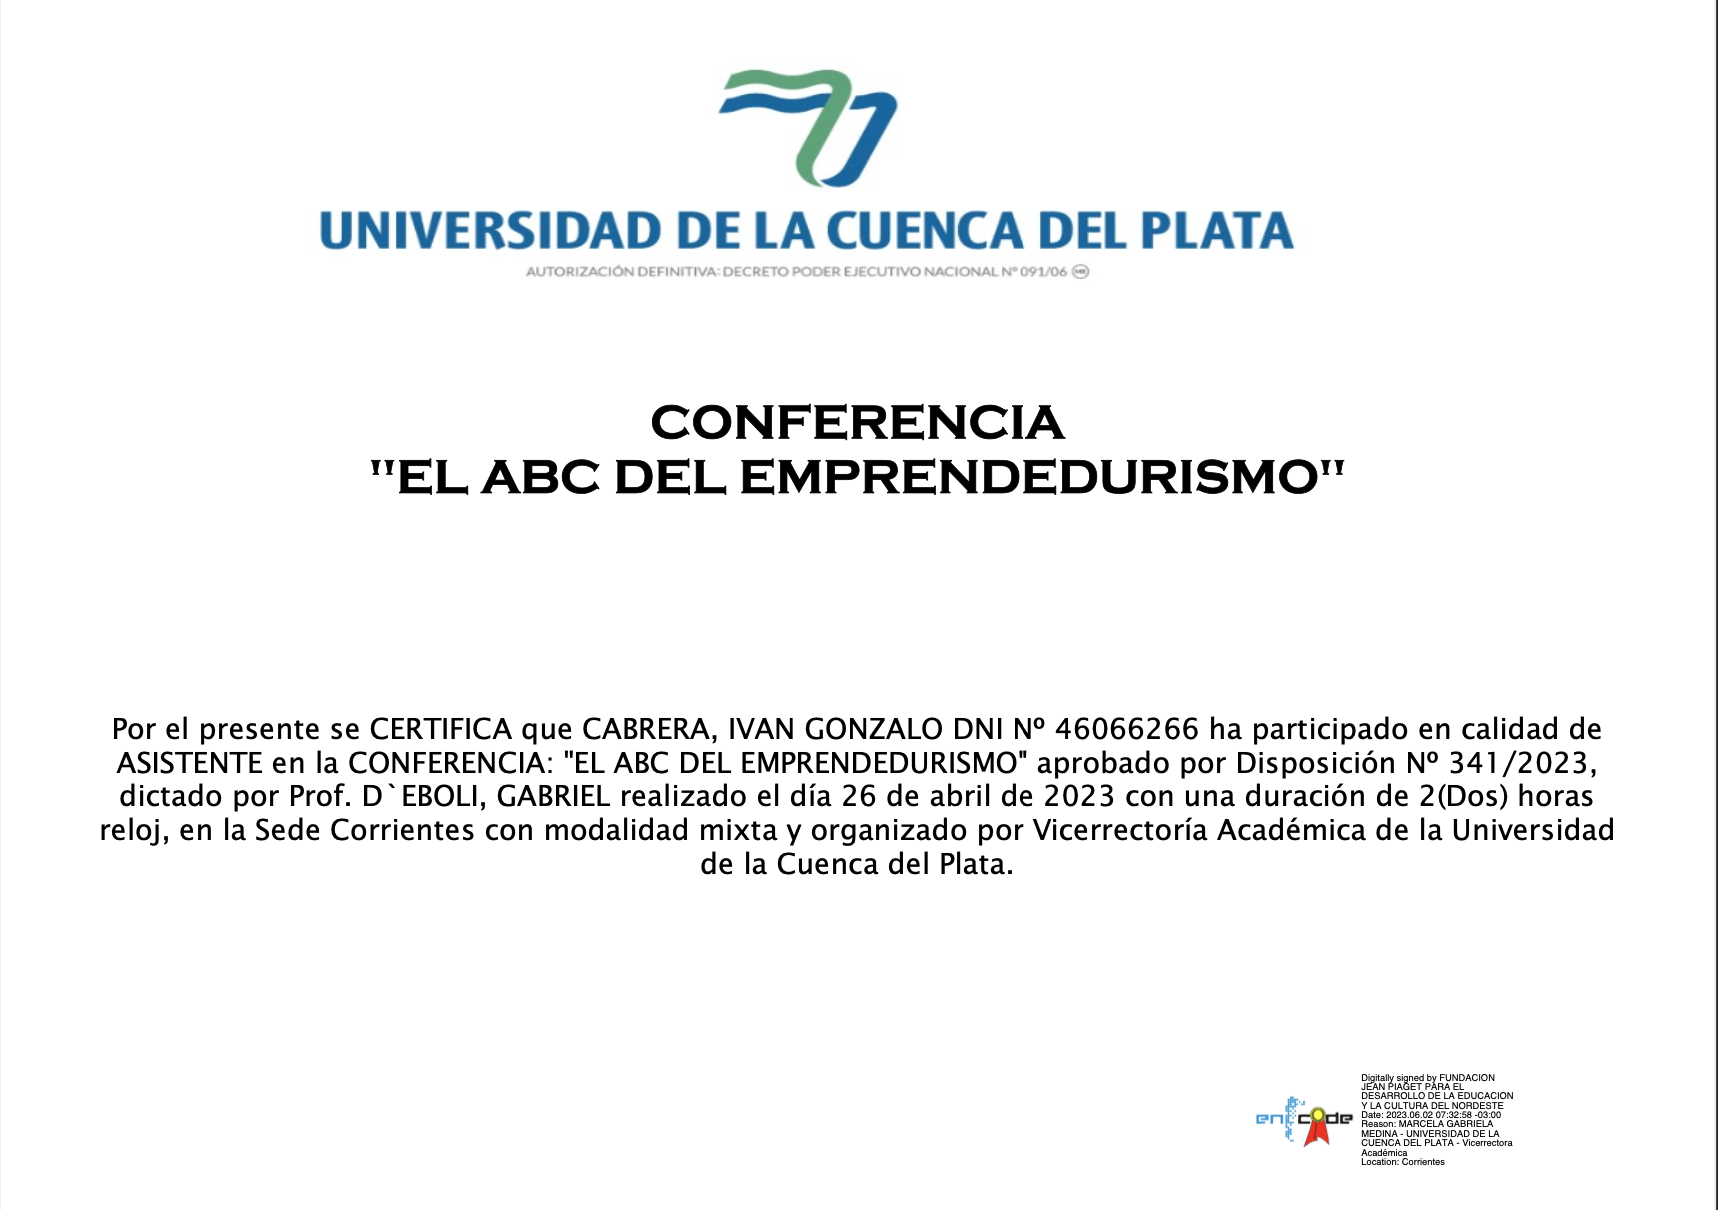 UNIVERSIDAD DE LA CUENCA DEL PLATA
AUTORIZACIÓN DEFINITIVA: DECRETO PODER EJECUTIVO NACIONAL Nº 091/06
CONFERENCIA
"EL ABC DEL EMPRENDEDURISMO"
Por el presente se CERTIFICA que CABRERA, IVAN GONZALO DNI Nº 46066266 ha participado en calidad de
ASISTENTE en la CONFERENCIA: "EL ABC DEL EMPRENDEDURISMO" aprobado por Disposición Nº 341/2023,
dictado por Prof. D`EBOLI, GABRIEL realizado el día 26 de abril de 2023 con una duración de 2(Dos) horas
reloj, en la Sede Corrientes con modalidad mixta y organizado por Vicerrectoría Académica de la Universidad
de la Cuenca del Plata.
encode
Digitally signed by FUNDACION
JEAN PIAGET PARA EL
DESARROLLO DE LA EDUCACION
Y LA CULTURA DEL NORDESTE
Date: 2023.06.02 07:32:58 -03:00
Reason: MARCELA GABRIELA
MEDINA - UNIVERSIDAD DE LA
CUENCA DEL PLATA - Vicerrectora
Académica
Location: Corrientes